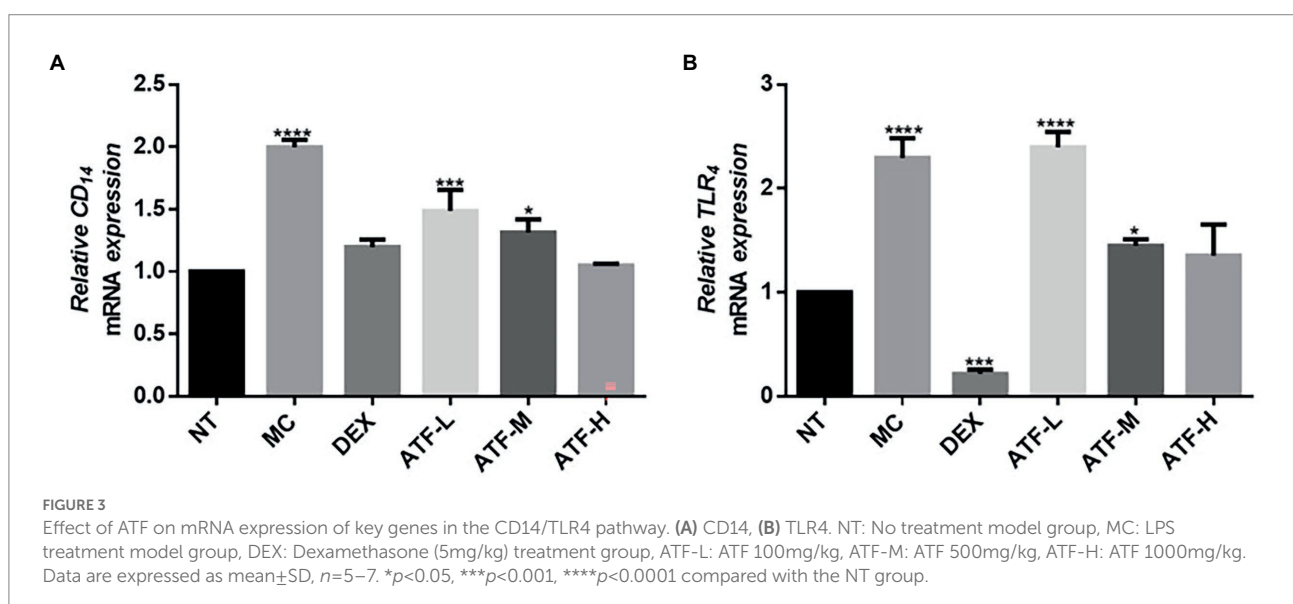 A
Relative CD14
mRNA expression
2.5
2.0
1.5
1.0
0.5
0.0
****
***
*
NT
MC
DEX
ATF-L
ATF-M
ATF-H
B
Relative TLR4
mRNA expression
3
2
1
0
****
***
****
*
NT
MC
DEX
ATF-L
ATF-M
ATF-H
FIGURE 3
Effect of ATF on mRNA expression of key genes in the CD14/TLR4 pathway. (A) CD14, (B) TLR4. NT: No treatment model group, MC: LPS
treatment model group, DEX: Dexamethasone (5mg/kg) treatment group, ATF-L: ATF 100mg/kg, ATF-M: ATF 500mg/kg, ATF-H: ATF 1000mg/kg.
Data are expressed as mean±SD, n=5–7. *p<0.05, ***p<0.001, ****p<0.0001 compared with the NT group.